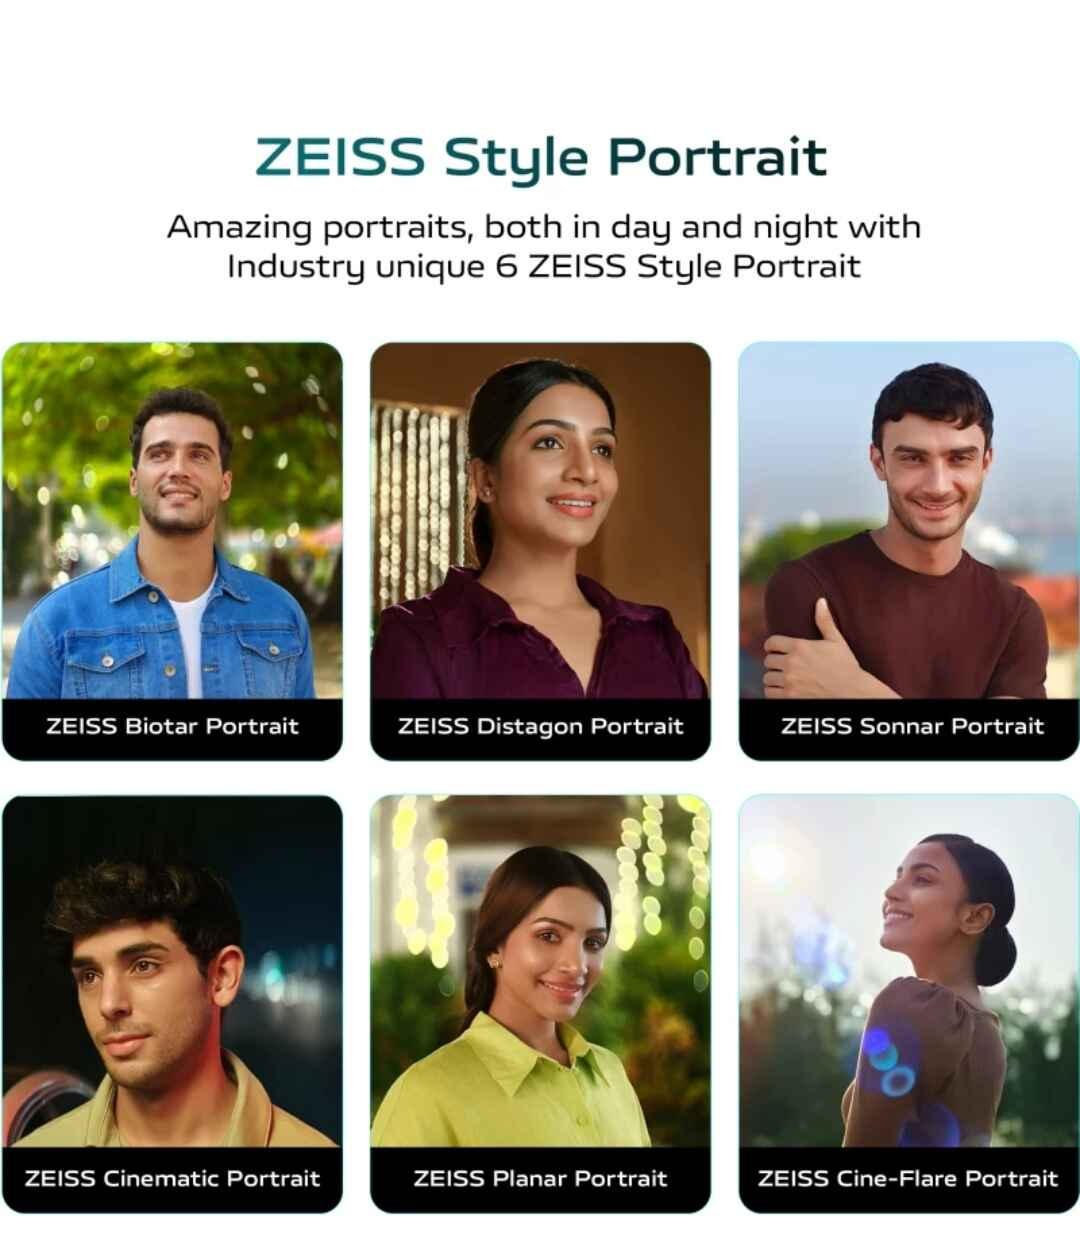 ZEISS Style Portrait
Amazing portraits, both in day and night with
Industry unique 6 ZEISS Style Portrait
ZEISS Biotar Portrait
ZEISS Distagon Portrait
ZEISS Sonnar Portrait
ZEISS Cinematic Portrait
ZEISS Planar Portrait
ZEISS Cine-Flare Portrait